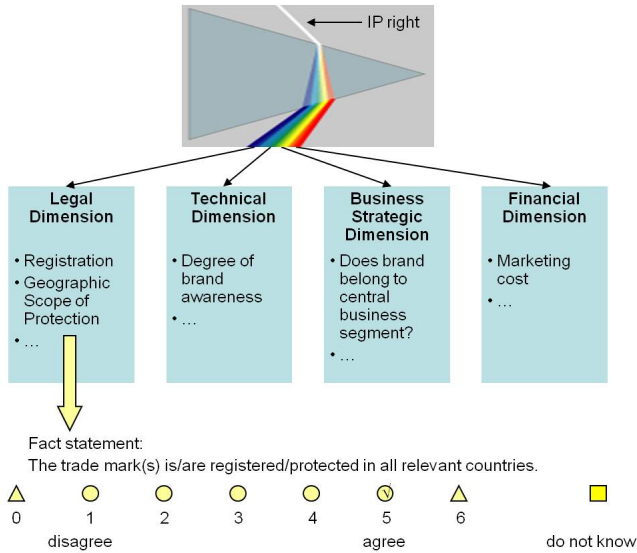 IP right
Legal
Dimension
• Registration
• Geographic
Scope of
Protection
• ...
Technical
Dimension
• Degree of
brand
awareness
• ...
Business
Strategic
Dimension
• Does brand
belong to
central
business
segment?
• ...
Financial
Dimension
• Marketing
cost
• ...
Fact statement:
The trade mark(s) is/are registered/protected in all relevant countries.
√
0 1 2 3 4 5 6
disagree agree do not know